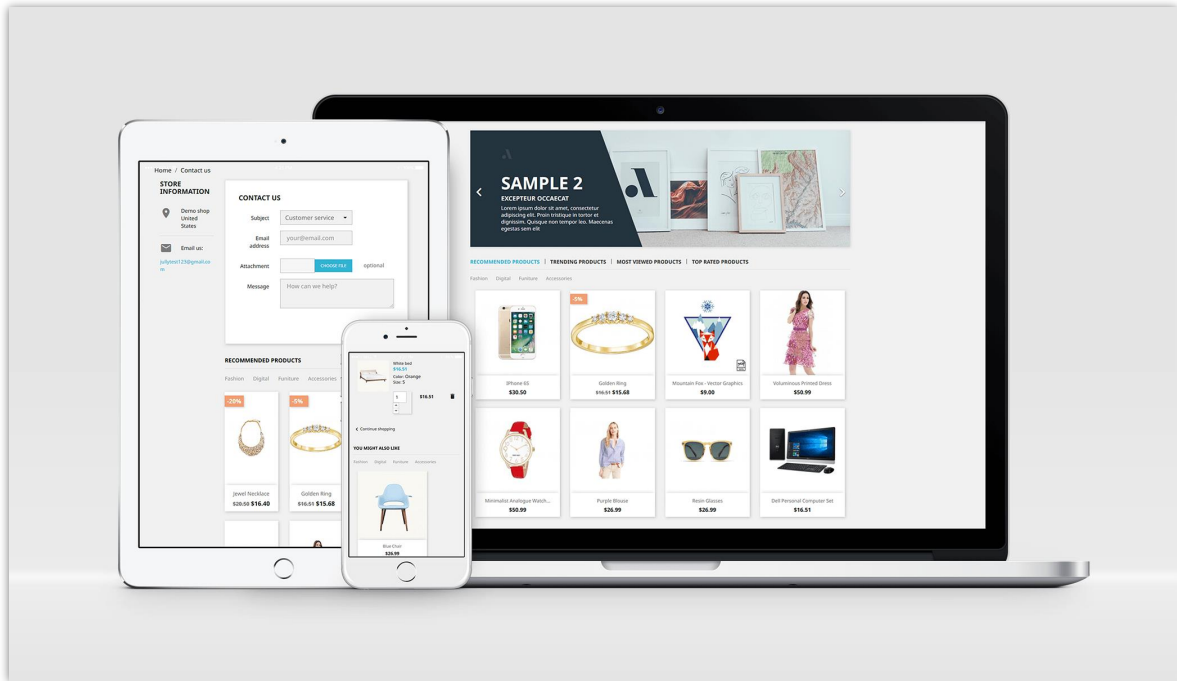 Home / Contact us
STORE
INFORMATION
Demo shop
United
States
Email us:
CONTACT US
Subject
Customer service
Email
address
your@email.com
Attachment
CHOOSE FILE
optional
Message
How can we help?
RECOMMENDED PRODUCTS
Fashion Digital Funiture Accessories
-20%
-5%
Jewel Necklace
$20.50 $16.40
Golden Ring
$16.51 $15.68
White bed
$16.51
Color: Orange
Size: S
$16.51
Continue shopping
YOU MIGHT ALSO LIKE
Fashion Digital Funiture Accessories
Blue Chair
$26.99
SAMPLE 2
EXCEPTEUR OCCAECAT
Lorem ipsum dolor sit amet, consectetur
adipiscing elit. Proin tristique in tortor et
dignissim. Quisque non tempor leo. Maecenas
egestas sem elit
RECOMMENDED PRODUCTS | TRENDING PRODUCTS | MOST VIEWED PRODUCTS | TOP RATED PRODUCTS
Fashion Digital Funiture Accessories
-5%
IPhone 6S
$30.50
Golden Ring
$16.51 $15.68
Mountain Fox - Vector Graphics
$9.00
Voluminous Printed Dress
$50.99
Minimalist Analogue Watch...
$50.99
Purple Blouse
$26.99
Resin Glasses
$26.99
Dell Personal Computer Set
$16.51